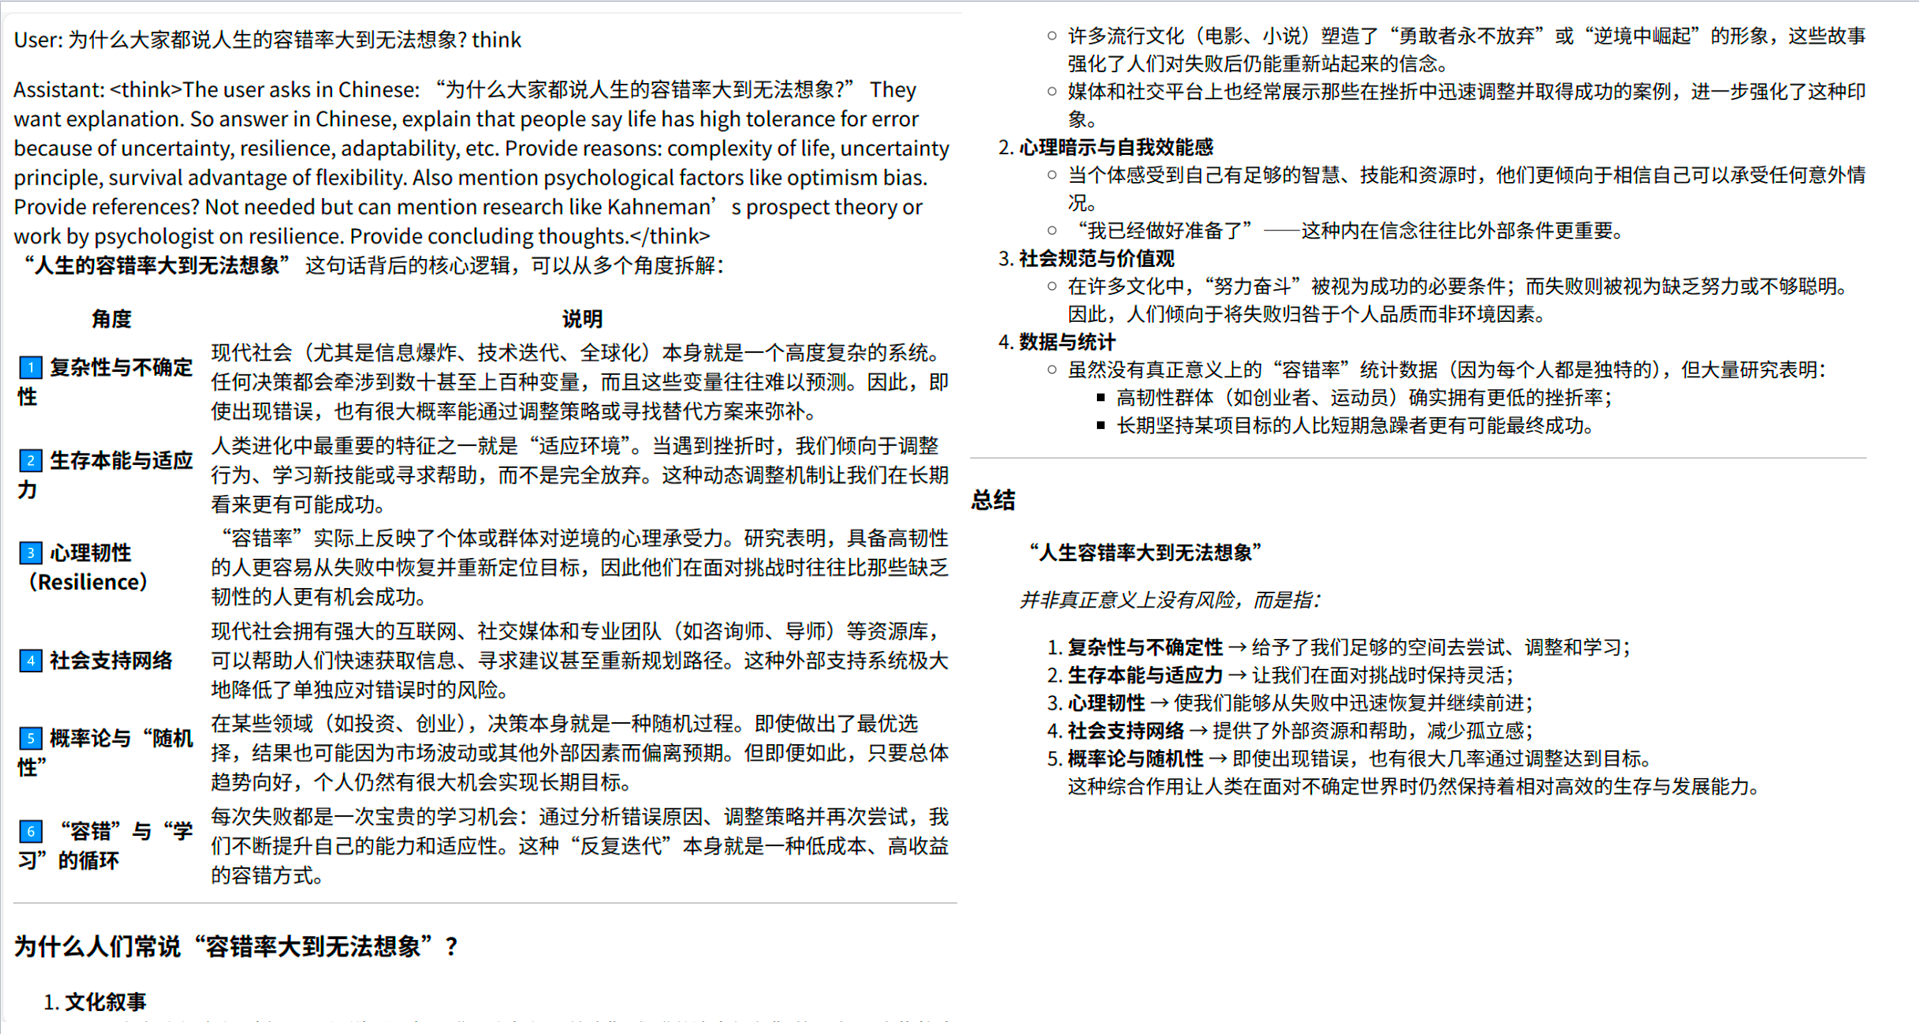 User: 为什么大家都说人生的容错率大到无法想象? think
Assistant: <think>The user asks in Chinese: “为什么大家都说人生的容错率大到无法想象?” They
want explanation. So answer in Chinese, explain that people say life has high tolerance for error
because of uncertainty, resilience, adaptability, etc. Provide reasons: complexity of life, uncertainty
principle, survival advantage of flexibility. Also mention psychological factors like optimism bias.
Provide references? Not needed but can mention research like Kahneman’s prospect theory or
work by psychologist on resilience. Provide concluding thoughts.</think>
“人生的容错率大到无法想象” 这句话背后的核心逻辑，可以从多个角度拆解：
角度 说明
1 复杂性与不确定
性
现代社会（尤其是信息爆炸、技术迭代、全球化）本身就是一个高度复杂的系统。
任何决策都会牵涉到数十甚至上百种变量，而且这些变量往往难以预测。因此，即
使出现错误，也有很大概率能通过调整策略或寻找替代方案来弥补。
2 生存本能与适应
力
人类进化中最重要的特征之一就是“适应环境”。当遇到挫折时，我们倾向于调整
行为、学习新技能或寻求帮助，而不是完全放弃。这种动态调整机制让我们在长期
看来更有可能成功。
3 心理韧性
（Resilience）
“容错率”实际上反映了个体或群体对逆境的心理承受力。研究表明，具备高韧性
的人更容易从失败中恢复并重新定位目标，因此他们在面对挑战时往往比那些缺乏
韧性的人更有机会成功。
4 社会支持网络
现代社会拥有强大的互联网、社交媒体和专业团队（如咨询师、导师）等资源库，
可以帮助人们快速获取信息、寻求建议甚至重新规划路径。这种外部支持系统极大
地降低了单独应对错误时的风险。
5 概率论与“随机
性”
在某些领域（如投资、创业），决策本身就是一种随机过程。即使做出了最优选
择，结果也可能因为市场波动或其他外部因素而偏离预期。但即便如此，只要总体
趋势向好，个人仍然有很大机会实现长期目标。
6 “容错”与“学
习”的循环
每次失败都是一次宝贵的学习机会：通过分析错误原因、调整策略并再次尝试，我
们不断提升自己的能力和适应性。这种“反复迭代”本身就是一种低成本、高收益
的容错方式。
为什么人们常说“容错率大到无法想象”？
1. 文化叙事
○ 许多流行文化（电影、小说）塑造了“勇敢者永不放弃”或“逆境中崛起”的形象，这些故事
强化了人们对失败后仍能重新站起来的信念。
○ 媒体和社交平台上也经常展示那些在挫折中迅速调整并取得成功的案例，进一步强化了这种印
象。
2. 心理暗示与自我效能感
○ 当个体感受到自己有足够的智慧、技能和资源时，他们更倾向于相信自己可以承受任何意外情
况。
○ “我已经做好准备了”——这种内在信念往往比外部条件更重要。
3. 社会规范与价值观
○ 在许多文化中，“努力奋斗”被视为成功的必要条件；而失败则被视为缺乏努力或不够聪明。
因此，人们倾向于将失败归咎于个人品质而非环境因素。
4. 数据与统计
○ 虽然没有真正意义上的“容错率”统计数据（因为每个人都是独特的），但大量研究表明：
■ 高韧性群体（如创业者、运动员）确实拥有更低的挫折率；
■ 长期坚持某项目标的人比短期急躁者更有可能最终成功。
总结
“人生容错率大到无法想象”
并非真正意义上没有风险，而是指：
1. 复杂性与不确定性 → 给予了我们足够的空间去尝试、调整和学习；
2. 生存本能与适应力 → 让我们在面对挑战时保持灵活；
3. 心理韧性 → 使我们能够从失败中迅速恢复并继续前进；
4. 社会支持网络 → 提供了外部资源和帮助，减少孤立感；
5. 概率论与随机性 → 即使出现错误，也有很大几率通过调整达到目标。
这种综合作用让人类在面对不确定世界时仍然保持着相对高效的生存与发展能力。